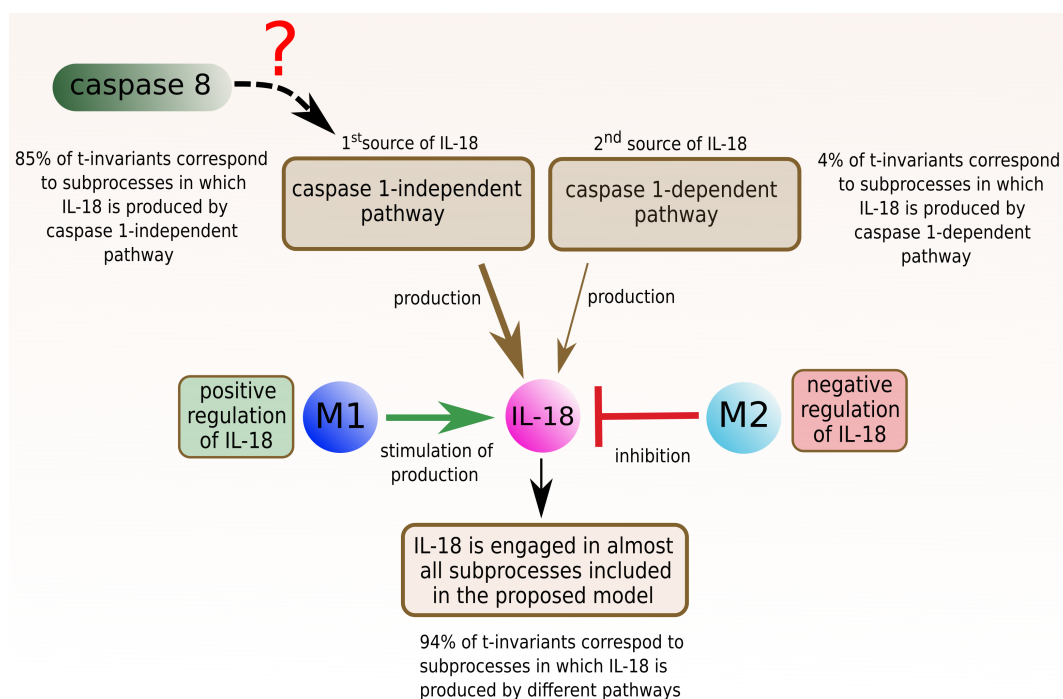 ?
caspase 8
1st source of IL-18
2nd source of IL-18
85% of t-invariants correspond
to subprocesses in which
IL-18 is produced by
caspase 1-independent
pathway
caspase 1-independent
pathway
caspase 1-dependent
pathway
4% of t-invariants correspond
to subprocesses in which
IL-18 is produced by
caspase 1-dependent
pathway
production
production
positive
regulation
of IL-18
M1
stimulation of
production
IL-18
inhibition
M2
negative
regulation
of IL-18
IL-18 is engaged in almost
all subprocesses included
in the proposed model
94% of t-invariants correspod to
subprocesses in which IL-18 is
produced by different pathways